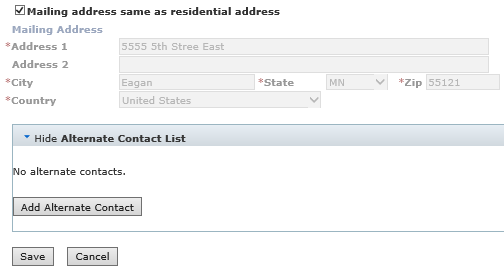 Mailing address same as residential address
Mailing Address
*Address 1 5555 5th Stree East
Address 2
*City Eagan *State MN *Zip 55121
*Country United States
Hide Alternate Contact List
No alternate contacts.
Add Alternate Contact
Save Cancel